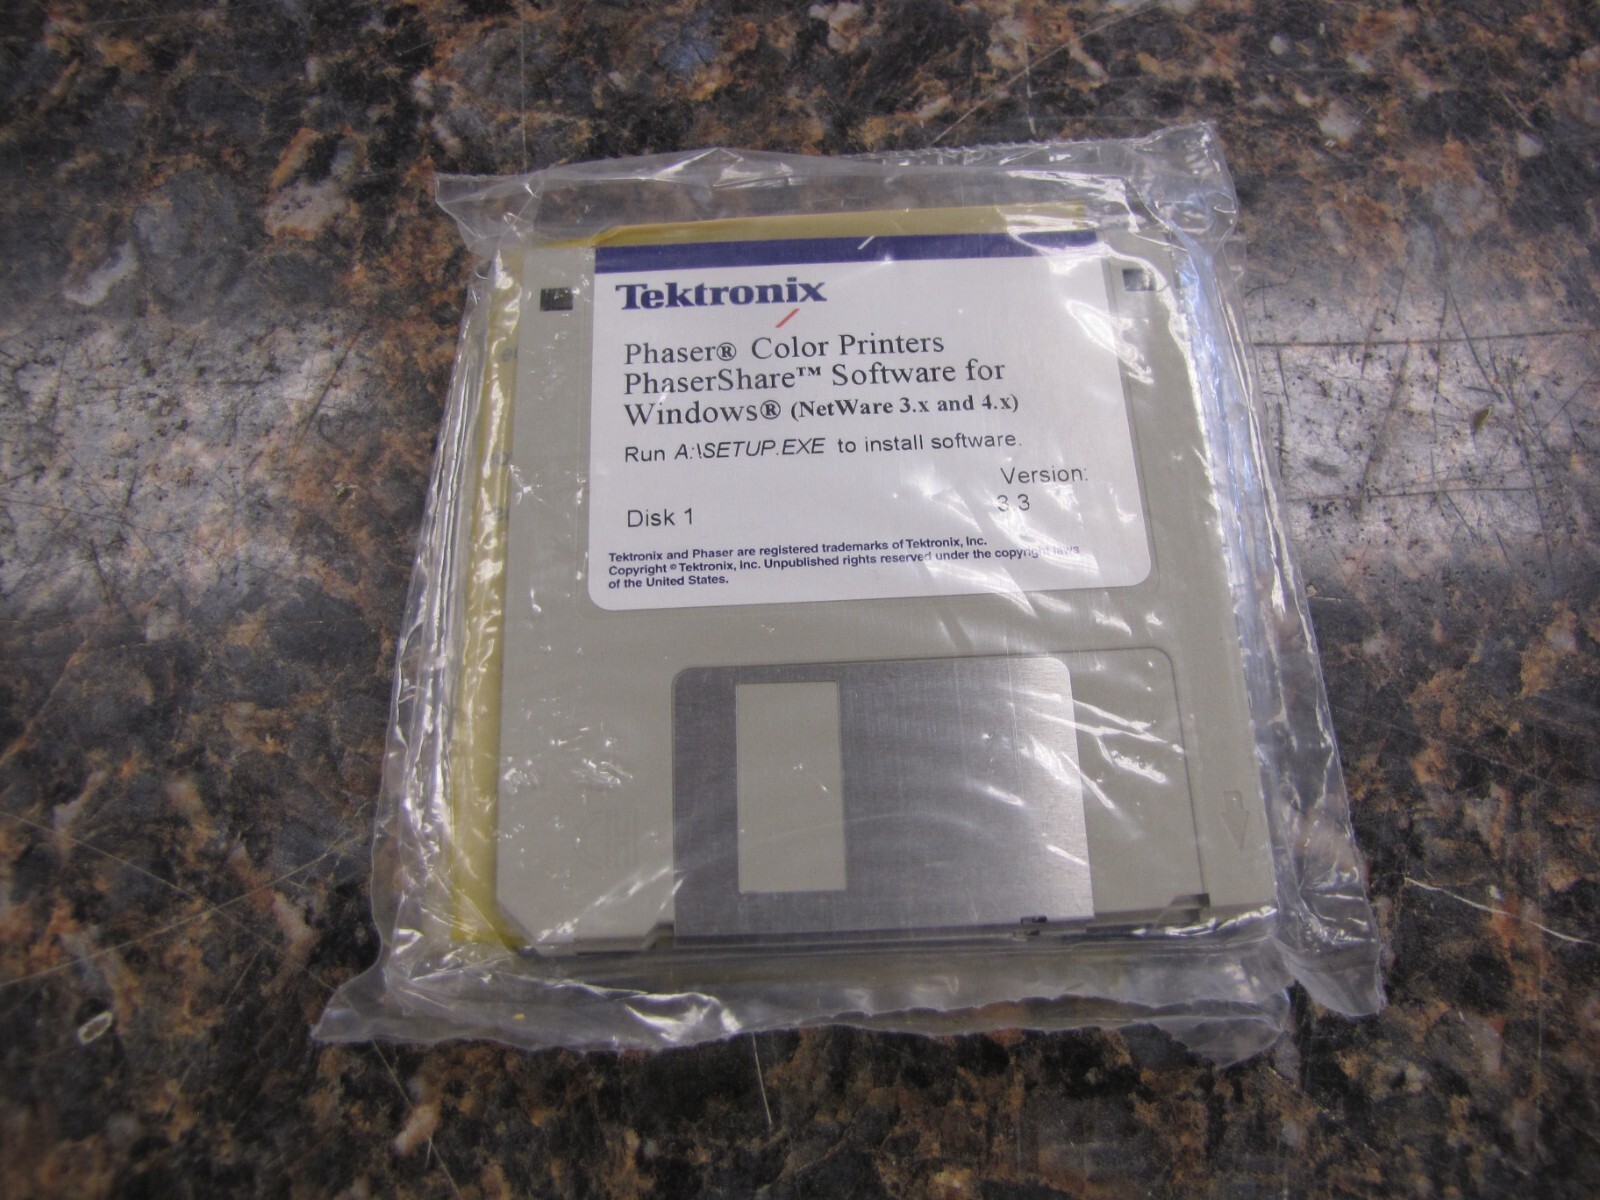 Tektronix
Phaser® Color Printers
PhaserShare™ Software for
Windows® (NetWare 3.x and 4.x)
Run A:\SETUP.EXE to install software.
Version:
3.3
Disk 1
Tektronix and Phaser are registered trademarks of Tektronix, Inc.
Copyright © Tektronix, Inc. Unpublished rights reserved under the copyright laws
of the United States.